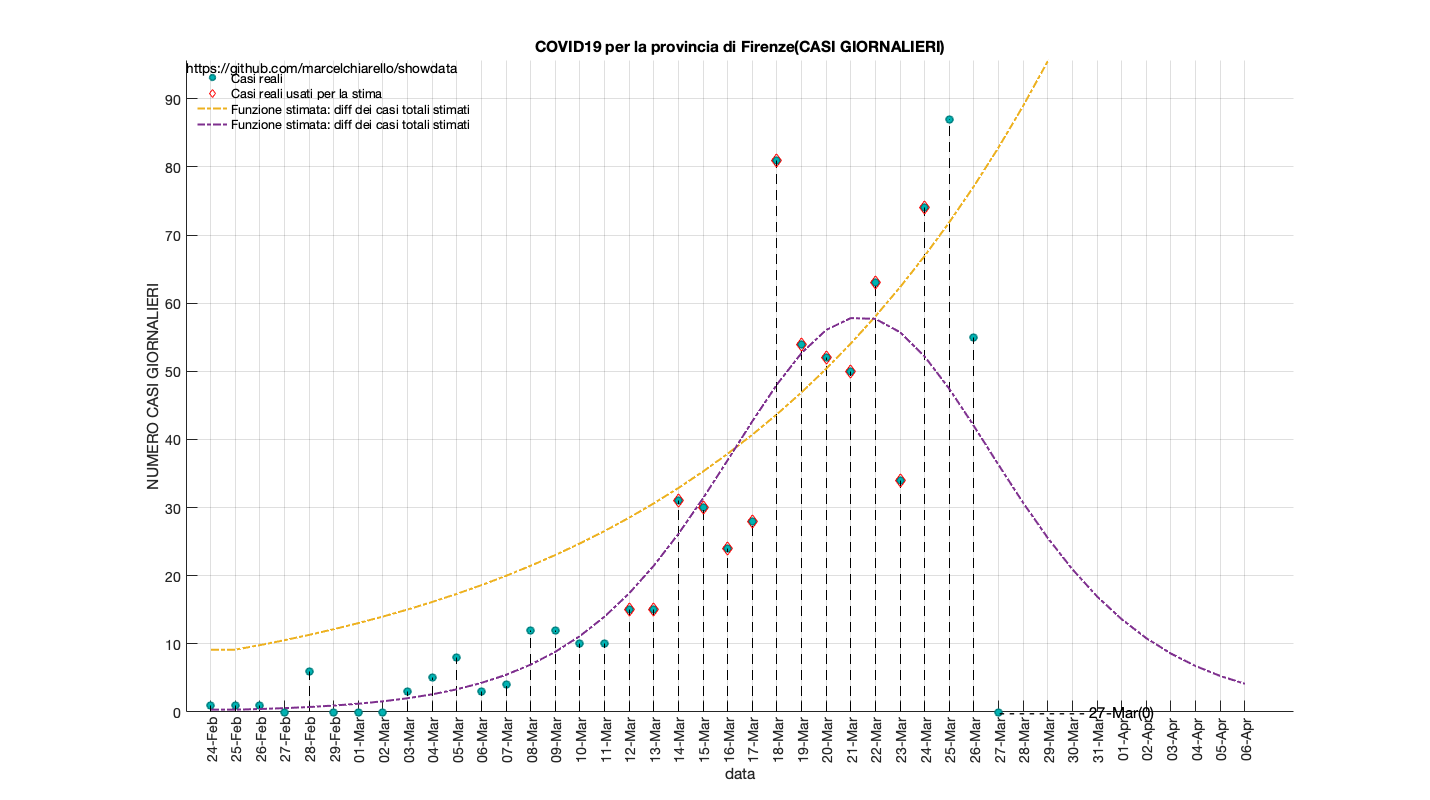 COVID19 per la provincia di Firenze(CASI GIORNALIERI)
https://github.com/marcelchiarello/showdata
Casi reali
Casi reali usati per la stima
Funzione stimata: diff dei casi totali stimati
Funzione stimata: diff dei casi totali stimati
NUMERO CASI GIORNALIERI
90
80
70
60
50
40
30
20
10
0
27-Mar(0)
24-Feb
25-Feb
26-Feb
27-Feb
28-Feb
29-Feb
01-Mar
02-Mar
03-Mar
04-Mar
05-Mar
06-Mar
07-Mar
08-Mar
09-Mar
10-Mar
11-Mar
12-Mar
13-Mar
14-Mar
15-Mar
16-Mar
17-Mar
18-Mar
19-Mar
20-Mar
21-Mar
22-Mar
23-Mar
24-Mar
25-Mar
26-Mar
27-Mar
28-Mar
29-Mar
30-Mar
31-Mar
01-Apr
02-Apr
03-Apr
04-Apr
05-Apr
06-Apr
data